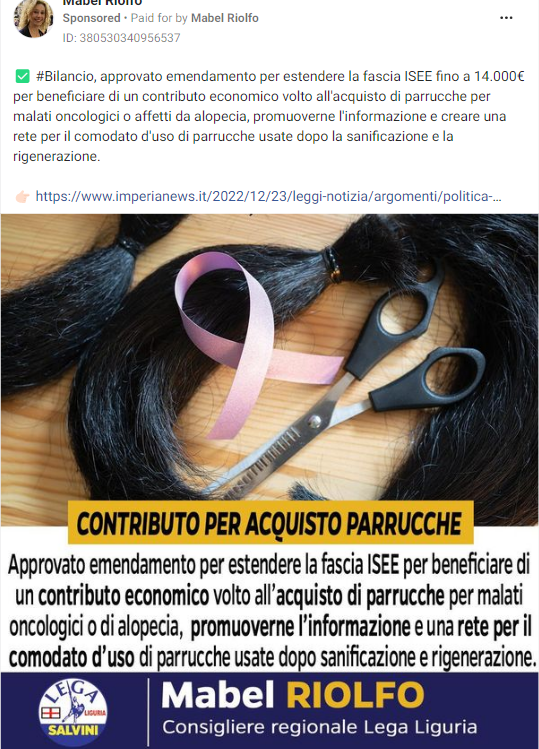 Mabel Riolfo
Sponsored • Paid for by Mabel Riolfo
ID: 380530340956537
✅ #Bilancio, approvato emendamento per estendere la fascia ISEE fino a 14.000€
per beneficiare di un contributo economico volto all'acquisto di parrucche per
malati oncologici o affetti da alopecia, promuoverne l'informazione e creare una
rete per il comodato d'uso di parrucche usate dopo la sanificazione e la
rigenerazione.
👉🏻 https://www.imperianews.it/2022/12/23/leggi-notizia/argomenti/politica-...
CONTRIBUTO PER ACQUISTO PARRUCCHE
Approvato emendamento per estendere la fascia ISEE per beneficiare di
un contributo economico volto all'acquisto di parrucche per malati
oncologici o di alopecia, promuoverne l'informazione e una rete per il
comodato d'uso di parrucche usate dopo sanificazione e rigenerazione.
LEGA
LIGURIA
SALVINI
Mabel RIOLFO
Consigliere regionale Lega Liguria